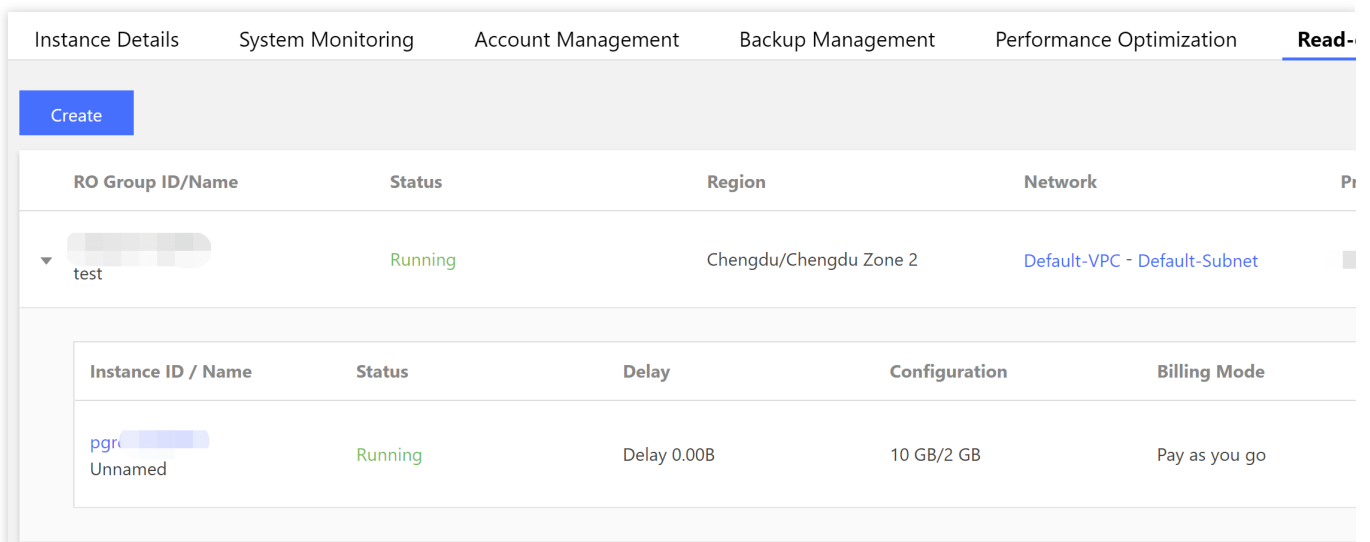 Instance Details System Monitoring Account Management Backup Management Performance Optimization Read-
Create
RO Group ID/Name Status Region Network
test Running Chengdu/Chengdu Zone 2 Default-VPC - Default-Subnet
Instance ID / Name Status Delay Configuration Billing Mode
Unnamed Running Delay 0.00B 10 GB/2 GB Pay as you go